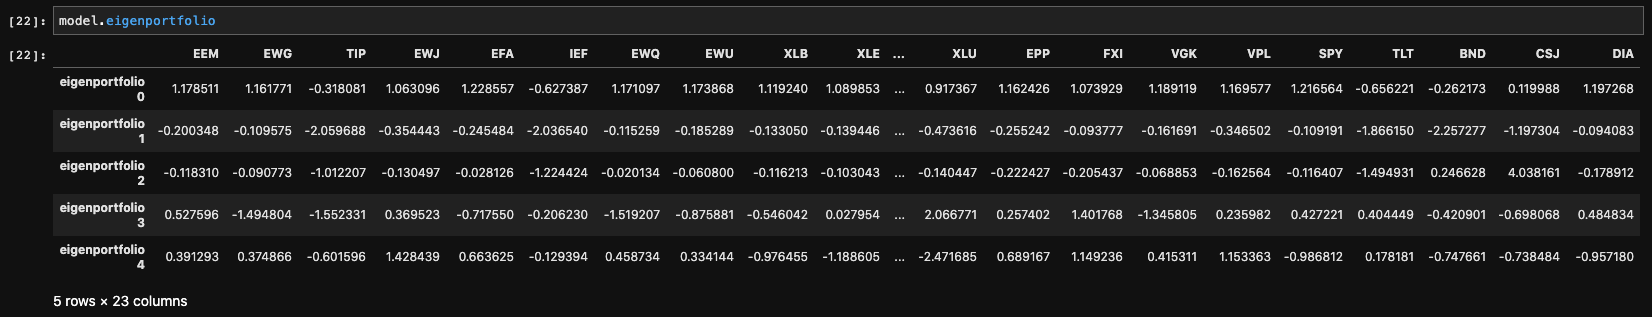 [22]: model.eigenportfolio
[22]: EEM EWG TIP EWJ EFA IEF EWQ EWU XLB XLE ... XLU EPP FXI VGK VPL SPY TLT BND CSJ DIA
eigenportfolio
0 1.178511 1.161771 -0.318081 1.063096 1.228557 -0.627387 1.171097 1.173868 1.119240 1.089853 ... 0.917367 1.162426 1.073929 1.189119 1.169577 1.216564 -0.656221 -0.262173 0.119988 1.197268
eigenportfolio
1 -0.200348 -0.109575 -2.059688 -0.354443 -0.245484 -2.036540 -0.115259 -0.185289 -0.133050 -0.139446 ... -0.473616 -0.255242 -0.093777 -0.161691 -0.346502 -0.109191 -1.866150 -2.257277 -1.197304 -0.094083
eigenportfolio
2 -0.118310 -0.090773 -1.012207 -0.130497 -0.028126 -1.224424 -0.020134 -0.060800 -0.116213 -0.103043 ... -0.140447 -0.222427 -0.205437 -0.068853 -0.162564 -0.116407 -1.494931 0.246628 4.038161 -0.178912
eigenportfolio
3 0.527596 -1.494804 -1.552331 0.369523 -0.717550 -0.206230 -1.519207 -0.875881 -0.546042 0.027954 ... 2.066771 0.257402 1.401768 -1.345805 0.235982 0.427221 0.404449 -0.420901 -0.698068 0.484834
eigenportfolio
4 0.391293 0.374866 -0.601596 1.428439 0.663625 -0.129394 0.458734 0.334144 -0.976455 -1.188605 ... -2.471685 0.689167 1.149236 0.415311 1.153363 -0.986812 0.178181 -0.747661 -0.738484 -0.957180
5 rows × 23 columns